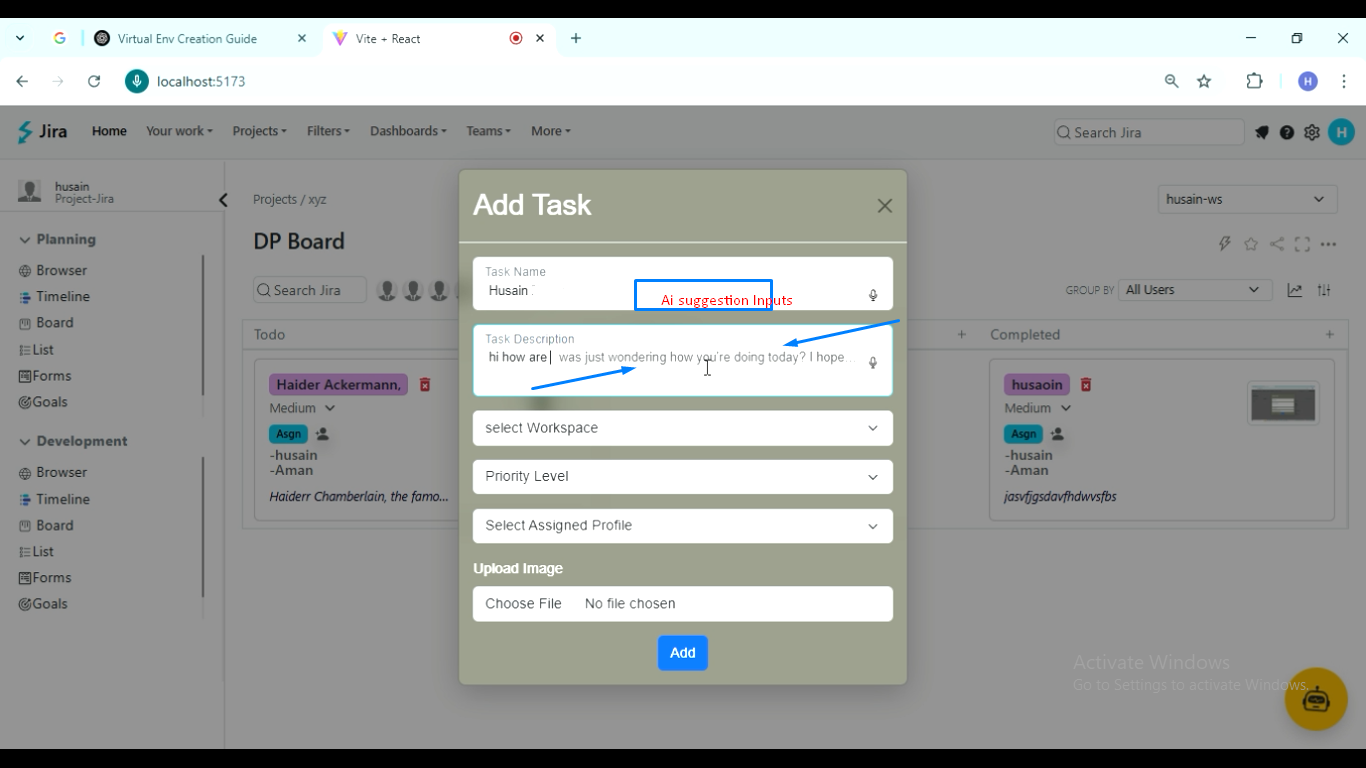 Virtual Env Creation Guide
Vite + React
localhost:5173
Jira
Home
Your work
Projects
Filters
Dashboards
Teams
More
Search Jira
H
husain
Project-Jira
Planning
Browser
Timeline
Board
List
Forms
Goals
Development
Browser
Timeline
Board
List
Forms
Goals
Projects / xyz
husain-ws
DP Board
Search Jira
GROUP BY
All Users
Todo
Haider Ackermann,
Medium
Asgn
-husain
-Aman
Haiderr Chamberlain, the famo...
Completed
husaoin
Medium
Asgn
-husain
-Aman
jasvfjgsdavfhdwvsfbs
Add Task
Task Name
Husain
Ai suggestion Inputs
Task Description
hi how are was just wondering how you're doing today? I hope
select Workspace
Priority Level
Select Assigned Profile
Upload Image
Choose File No file chosen
Add
Activate Windows
Go to Settings to activate Windows.